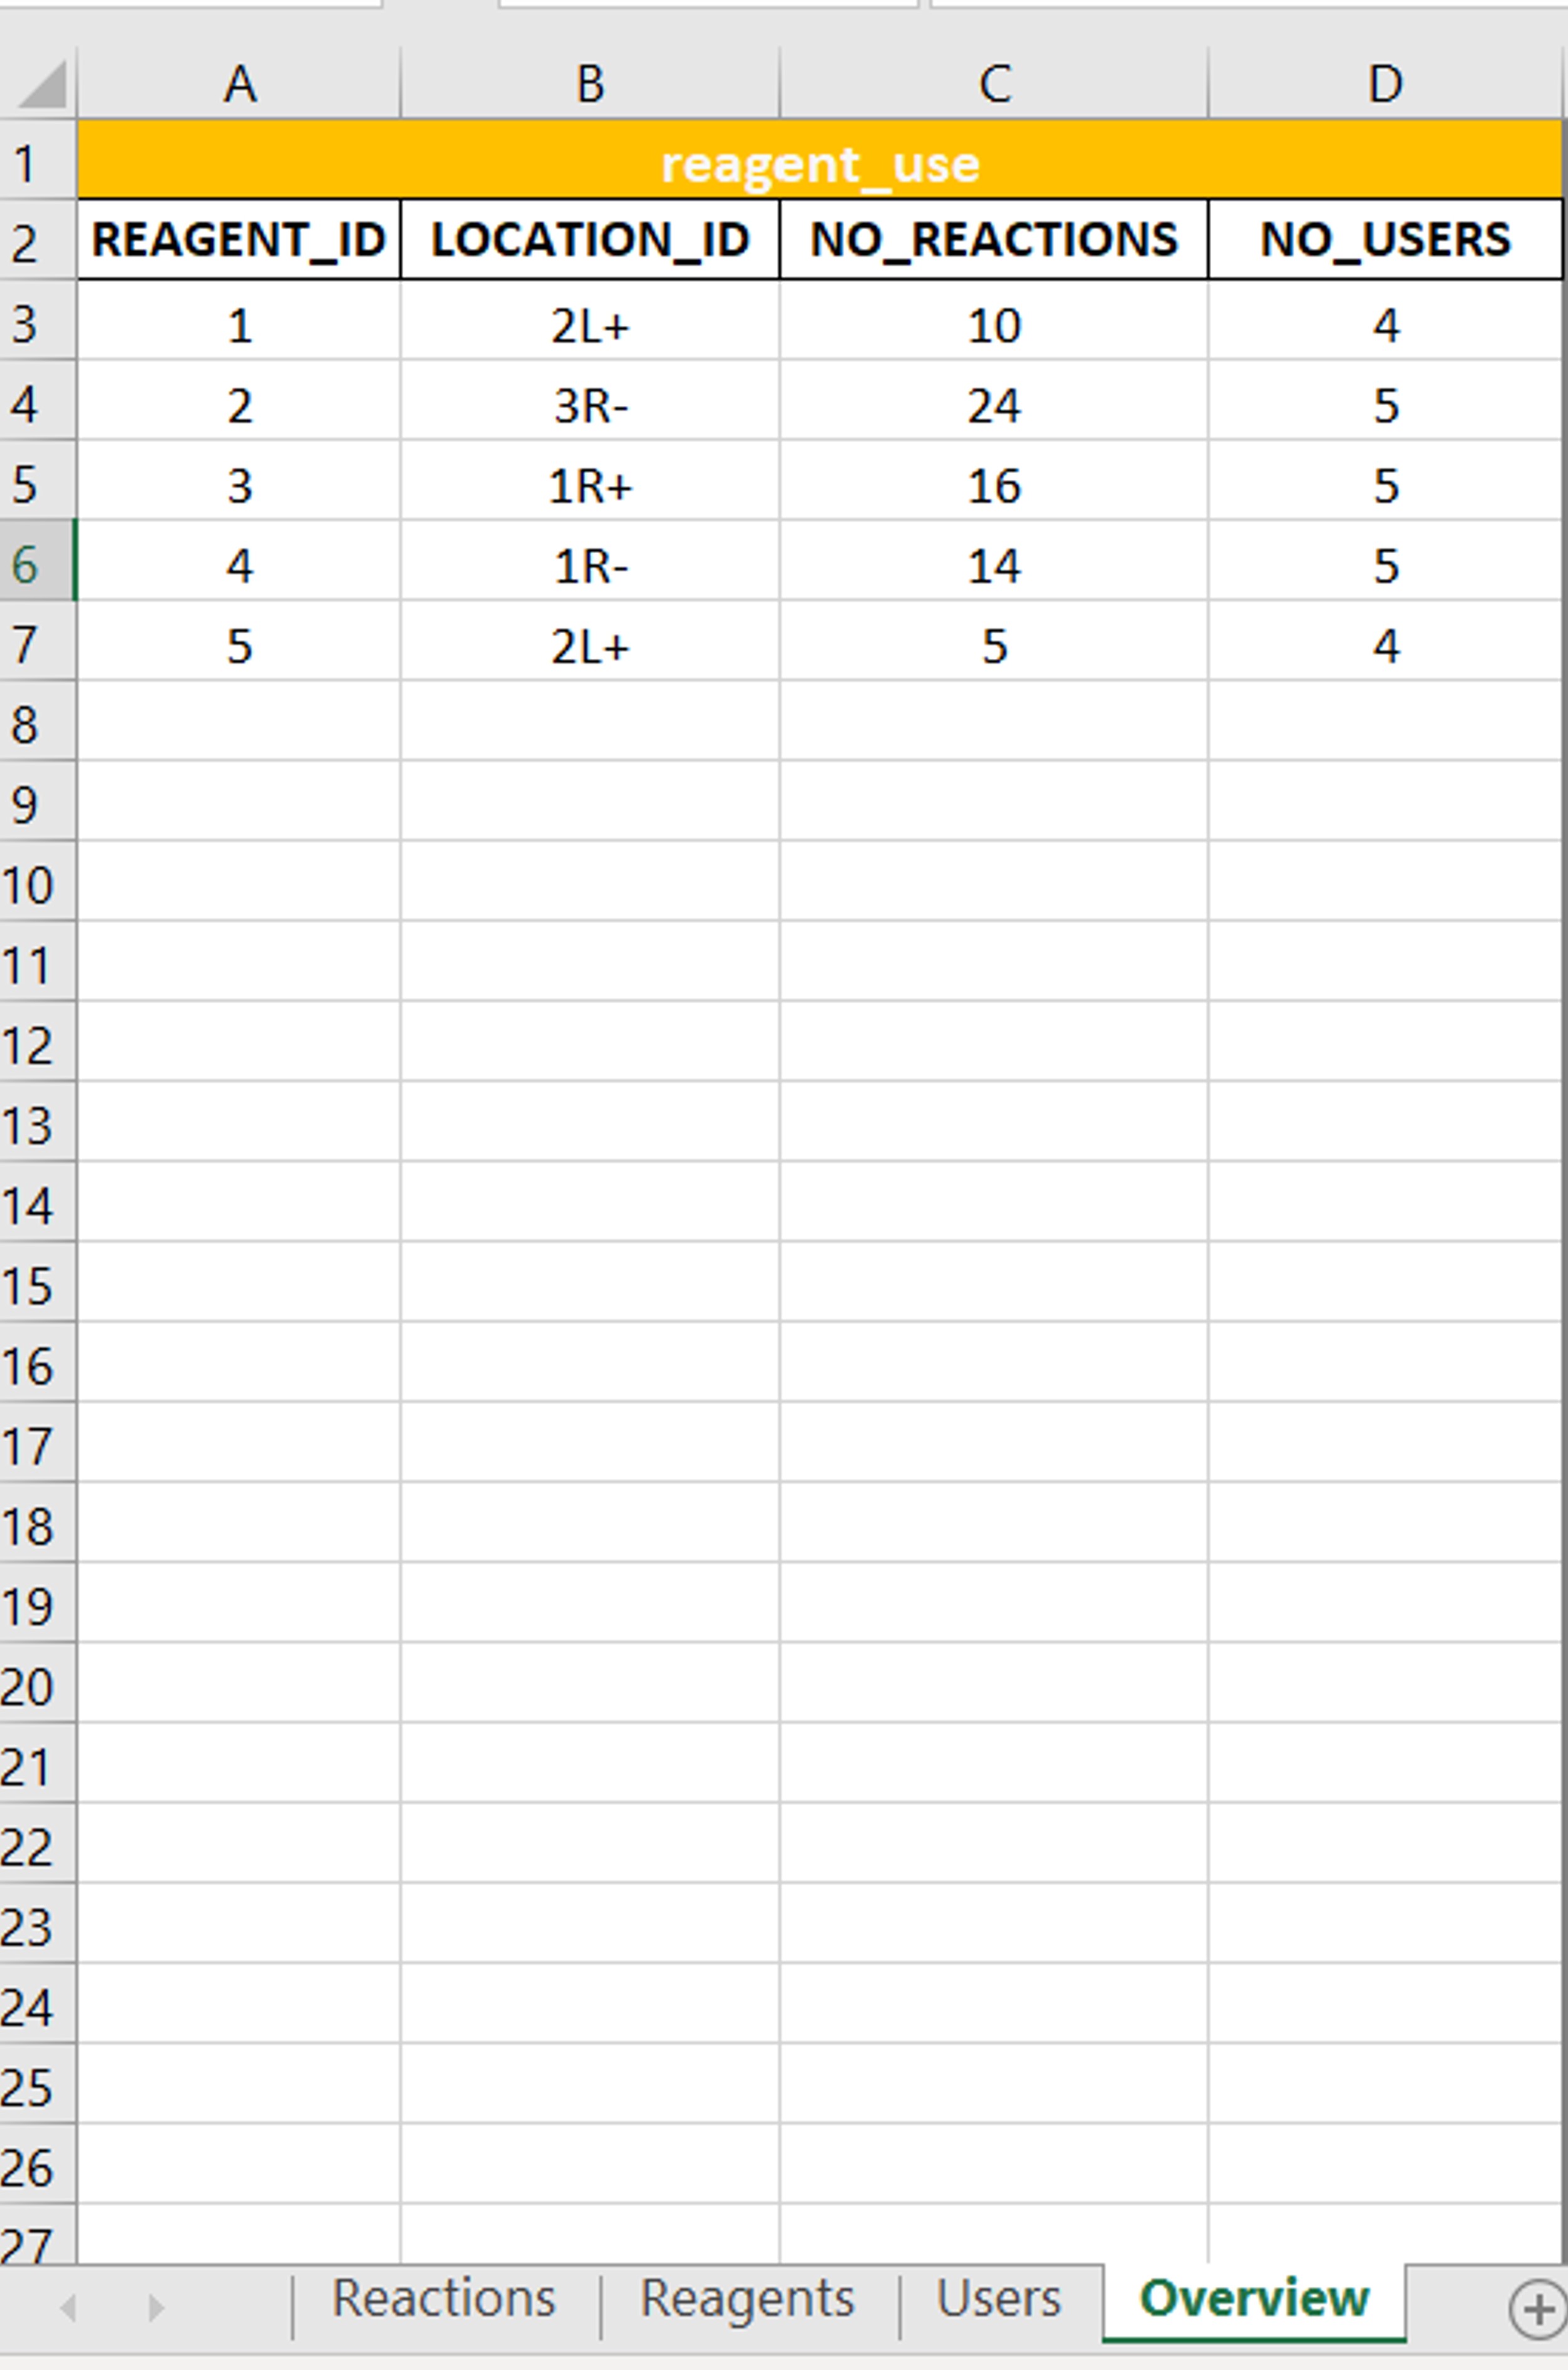 A B C D
1 reagent_use
2 REAGENT_ID LOCATION_ID NO_REACTIONS NO_USERS
3 1 2L+ 10 4
4 2 3R- 24 5
5 3 1R+ 16 5
6 4 1R- 14 5
7 5 2L+ 5 4
8
9
10
11
12
13
14
15
16
17
18
19
20
21
22
23
24
25
26
27
Reactions Reagents Users Overview